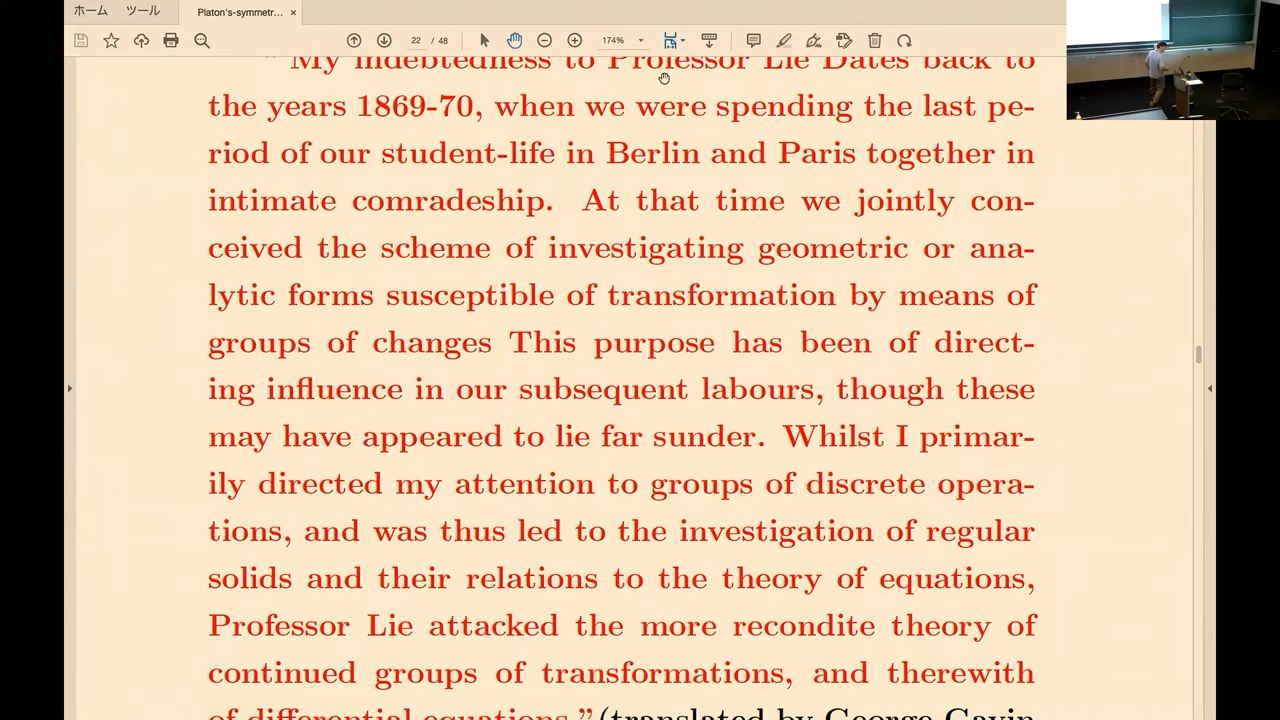 ホーム ツール Platon's-symmetr... ×
22 / 48 174%
" My indebtedness to Professor Lie Dates back to
the years 1869-70, when we were spending the last pe-
riod of our student-life in Berlin and Paris together in
intimate comradeship. At that time we jointly con-
ceived the scheme of investigating geometric or ana-
lytic forms susceptible of transformation by means of
groups of changes This purpose has been of direct-
ing influence in our subsequent labours, though these
may have appeared to lie far sunder. Whilst I primar-
ily directed my attention to groups of discrete opera-
tions, and was thus led to the investigation of regular
solids and their relations to the theory of equations,
Professor Lie attacked the more recondite theory of
continued groups of transformations, and therewith
of differential equations."(translated by George Gavin